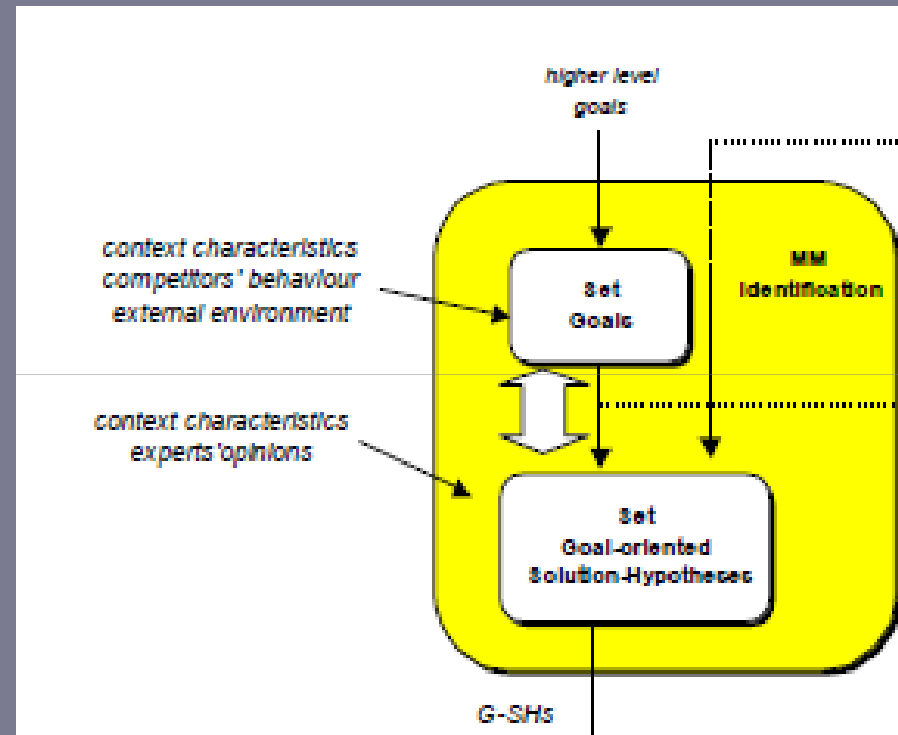 higher level
goals
context characteristics
competitors' behaviour
external environment
MM
Identification
Set
Goals
context characteristics
experts'opinions
Set
Goal-oriented
Solution-Hypotheses
G-SHs